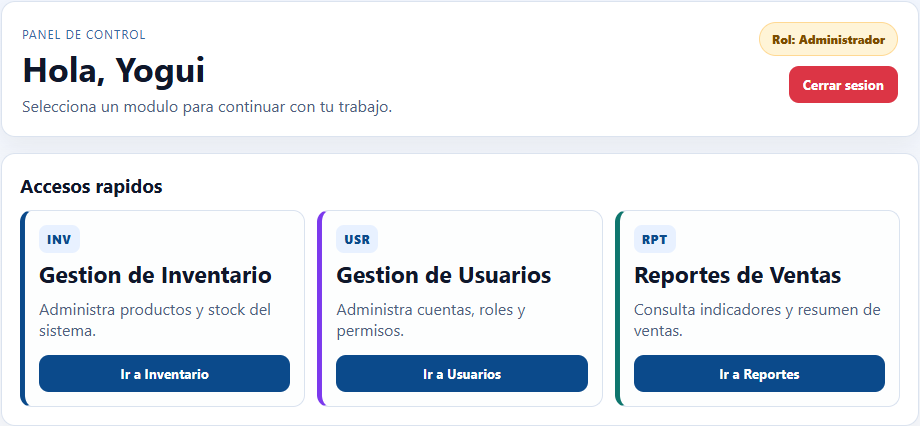 PANEL DE CONTROL
Hola, Yogui
Selecciona un modulo para continuar con tu trabajo.
Rol: Administrador
Cerrar sesion
Accesos rapidos
INV
Gestion de Inventario
Administra productos y stock del
sistema.
Ir a Inventario
USR
Gestion de Usuarios
Administra cuentas, roles y
permisos.
Ir a Usuarios
RPT
Reportes de Ventas
Consulta indicadores y resumen de
ventas.
Ir a Reportes